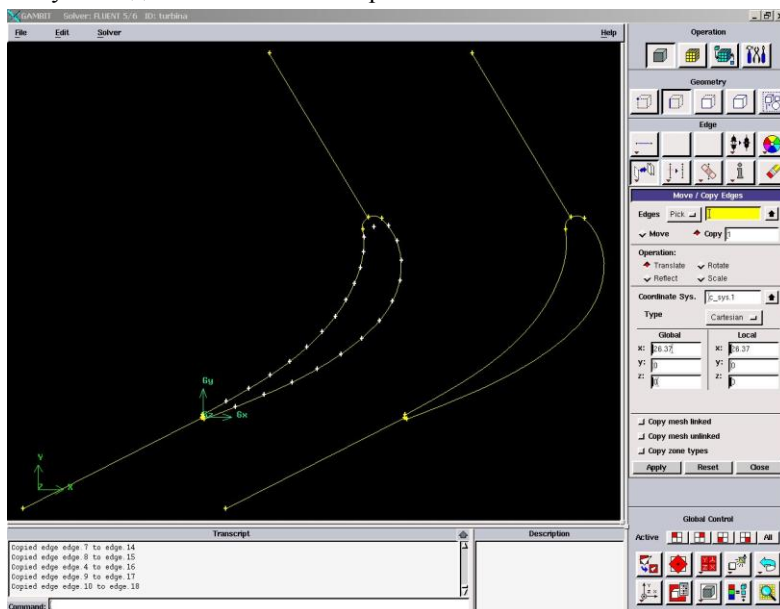 GAMBIT Solver: FLUENT 5/6 ID: turbina
File Edit Solver Help
Operation
Geometry
Edge
Move / Copy Edges
Edges Pick
Move Copy
Operation:
Translate Rotate
Reflect Scale
Coordinate Sys. c_sys.1
Type Cartesian
Global Local
x: 26.37 x: 26.37
y: 0 y: 0
z: 0 z: 0
Copy mesh linked
Copy mesh unlinked
Copy zone types
Apply Reset Close
Gy
Gx
Y
Z X
Transcript Description
Copied edge edge.7 to edge.14
Copied edge edge.8 to edge.15
Copied edge edge.4 to edge.16
Copied edge edge.9 to edge.17
Copied edge edge.10 to edge.18
Command:
Global Control
Active All